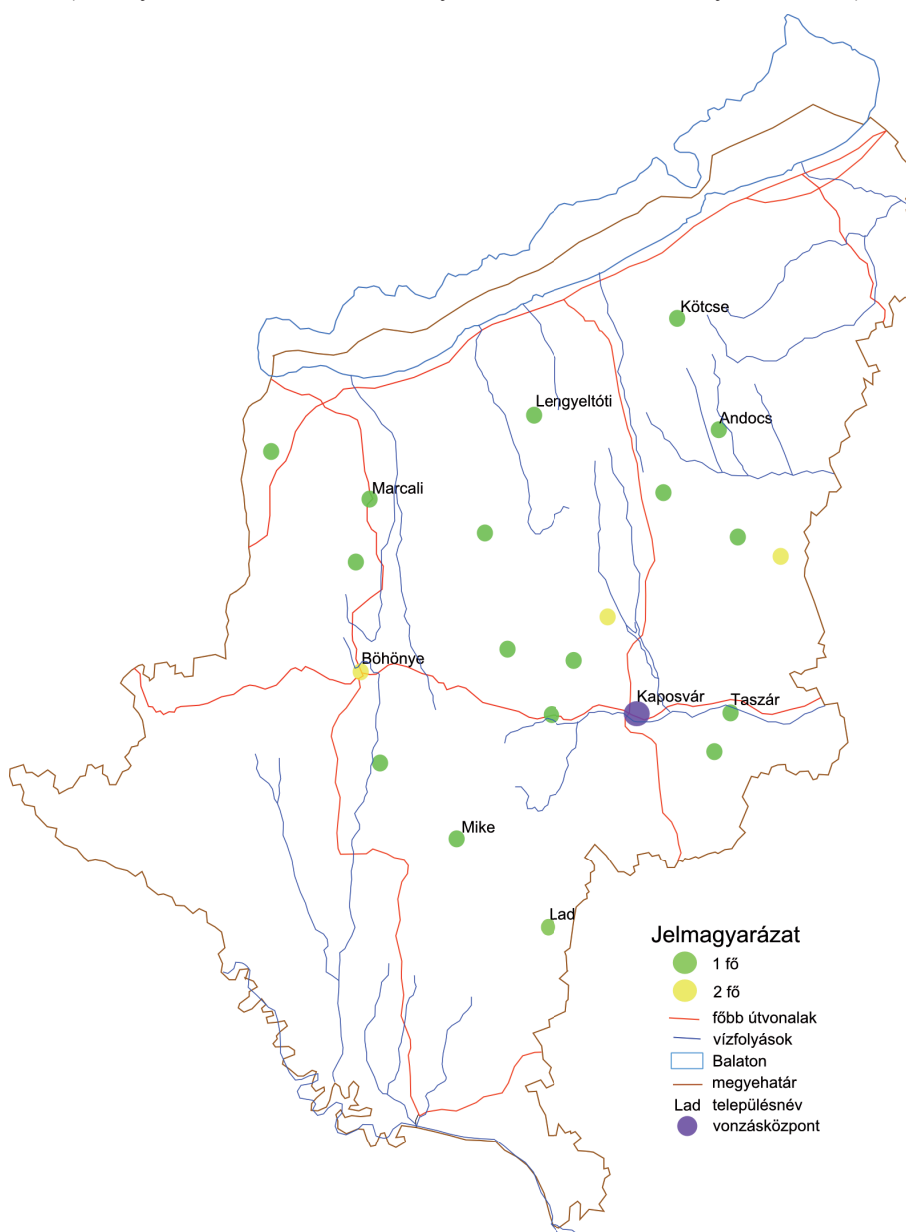 Kötcse
Lengyeltóti
Andocs
Marcali
Böhönye
Kaposvár
Taszár
Mike
Lad
Jelmagyarázat
1 fő
2 fő
főbb útvonalak
vízfolyások
Balaton
megyehatár
Lad településnév
vonzásközpont